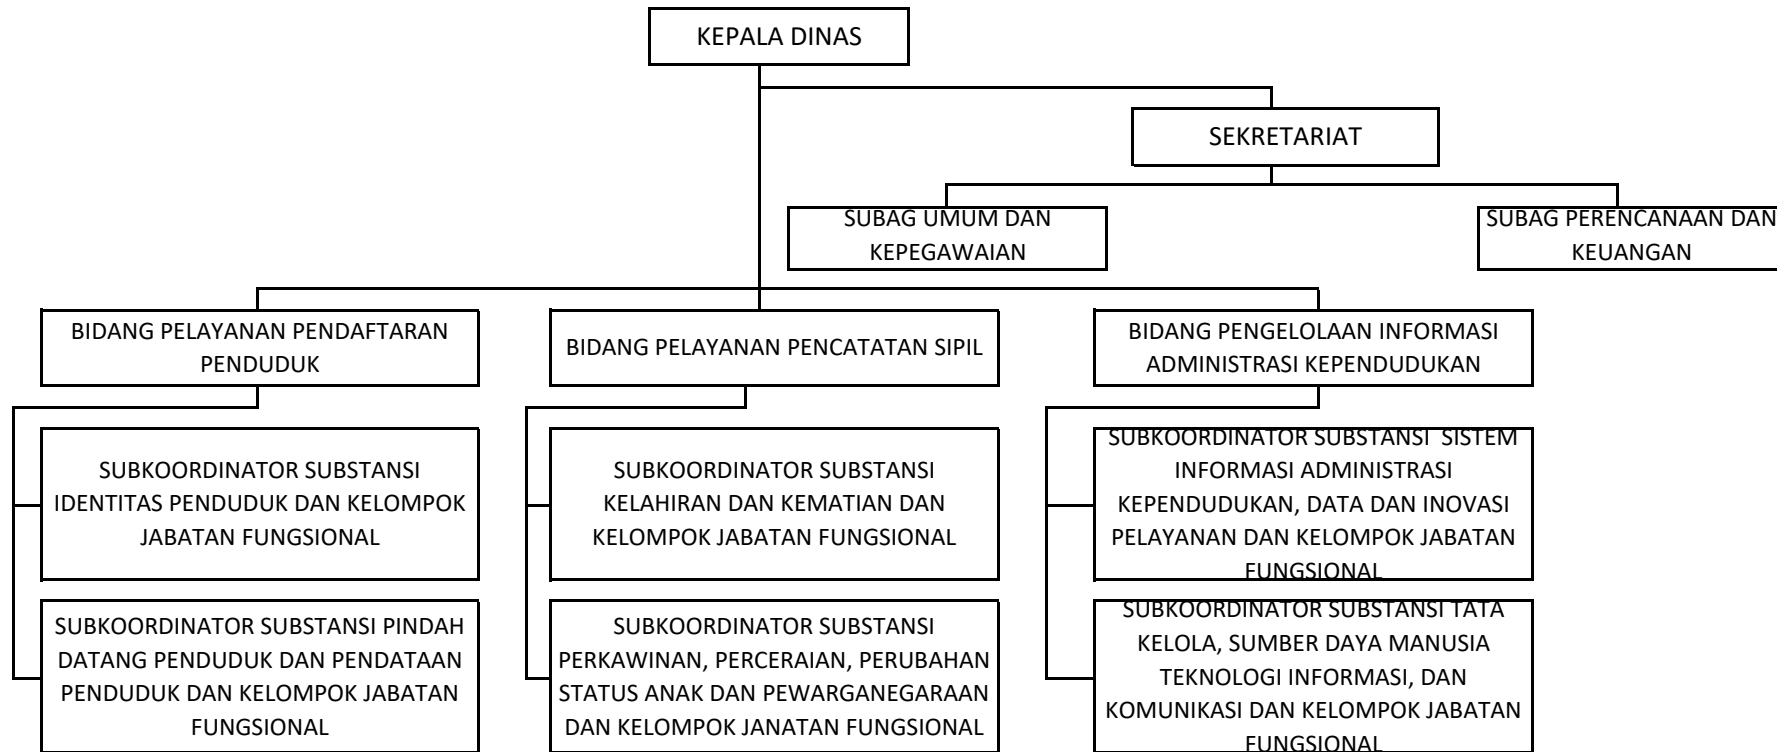 KEPALA DINAS
SEKRETARIAT
SUBAG UMUM DAN
KEPEGAWAIAN
SUBAG PERENCANAAN DAN
KEUANGAN
BIDANG PELAYANAN PENDAFTARAN
PENDUDUK
BIDANG PELAYANAN PENCATATAN SIPIL
BIDANG PENGELOLAAN INFORMASI
ADMINISTRASI KEPENDUDUKAN
SUBKOORDINATOR SUBSTANSI
IDENTITAS PENDUDUK DAN KELOMPOK
JABATAN FUNGSIONAL
SUBKOORDINATOR SUBSTANSI
KELAHIRAN DAN KEMATIAN DAN
KELOMPOK JABATAN FUNGSIONAL
SUBKOORDINATOR SUBSTANSI  SISTEM
INFORMASI ADMINISTRASI
KEPENDUDUKAN, DATA DAN INOVASI
PELAYANAN DAN KELOMPOK JABATAN
FUNGSIONAL
SUBKOORDINATOR SUBSTANSI PINDAH
DATANG PENDUDUK DAN PENDATAAN
PENDUDUK DAN KELOMPOK JABATAN
FUNGSIONAL
SUBKOORDINATOR SUBSTANSI
PERKAWINAN, PERCERAIAN, PERUBAHAN
STATUS ANAK DAN PEWARGANEGARAAN
DAN KELOMPOK JANATAN FUNGSIONAL
SUBKOORDINATOR SUBSTANSI TATA
KELOLA, SUMBER DAYA MANUSIA
TEKNOLOGI INFORMASI, DAN
KOMUNIKASI DAN KELOMPOK JABATAN
FUNGSIONAL